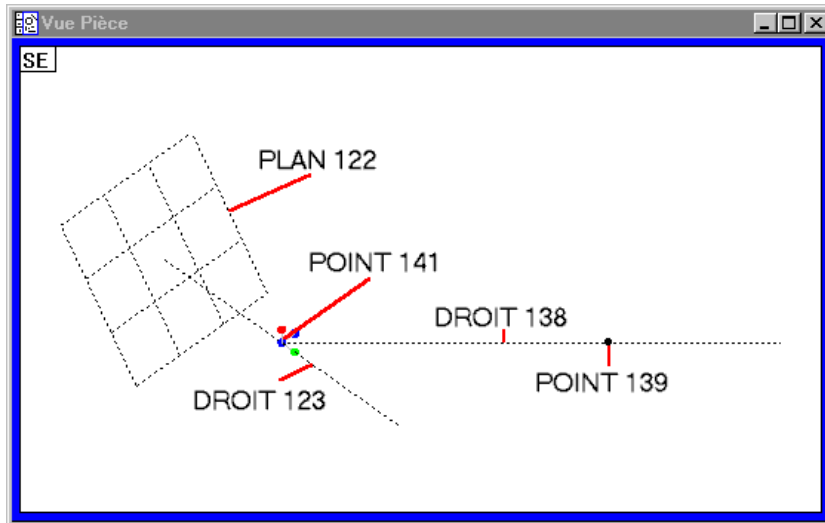 Vue Pièce
SE
PLAN 122
POINT 141
DROIT 138
POINT 139
DROIT 123